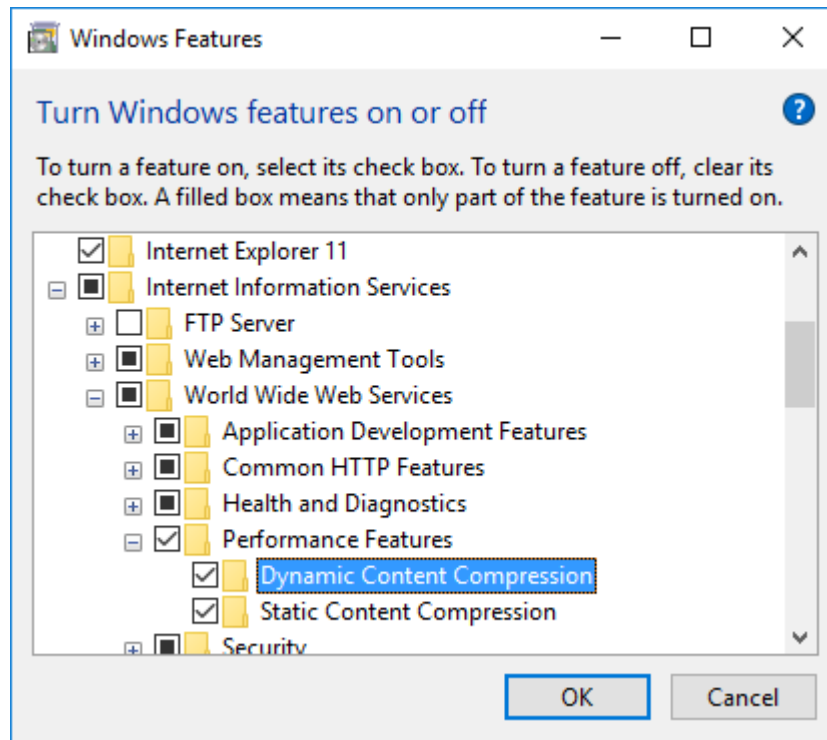 Windows Features
Turn Windows features on or off
To turn a feature on, select its check box. To turn a feature off, clear its
check box. A filled box means that only part of the feature is turned on.
Internet Explorer 11
Internet Information Services
FTP Server
Web Management Tools
World Wide Web Services
Application Development Features
Common HTTP Features
Health and Diagnostics
Performance Features
Dynamic Content Compression
Static Content Compression
Security
OK Cancel